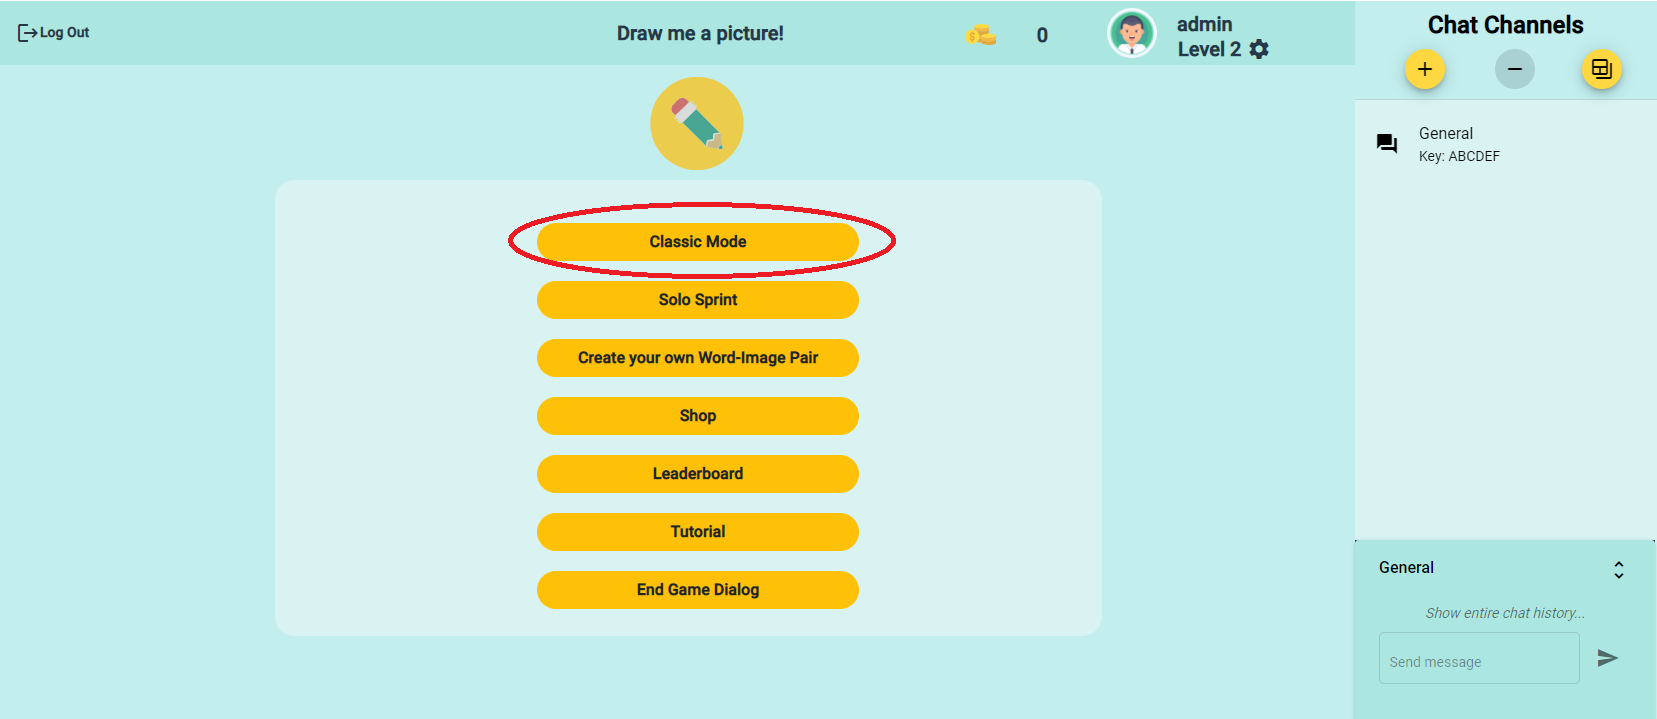 Log Out
Draw me a picture!
0
admin
Level 2
Classic Mode
Solo Sprint
Create your own Word-Image Pair
Shop
Leaderboard
Tutorial
End Game Dialog
Chat Channels
General
Key: ABCDEF
General
Show entire chat history...
Send message